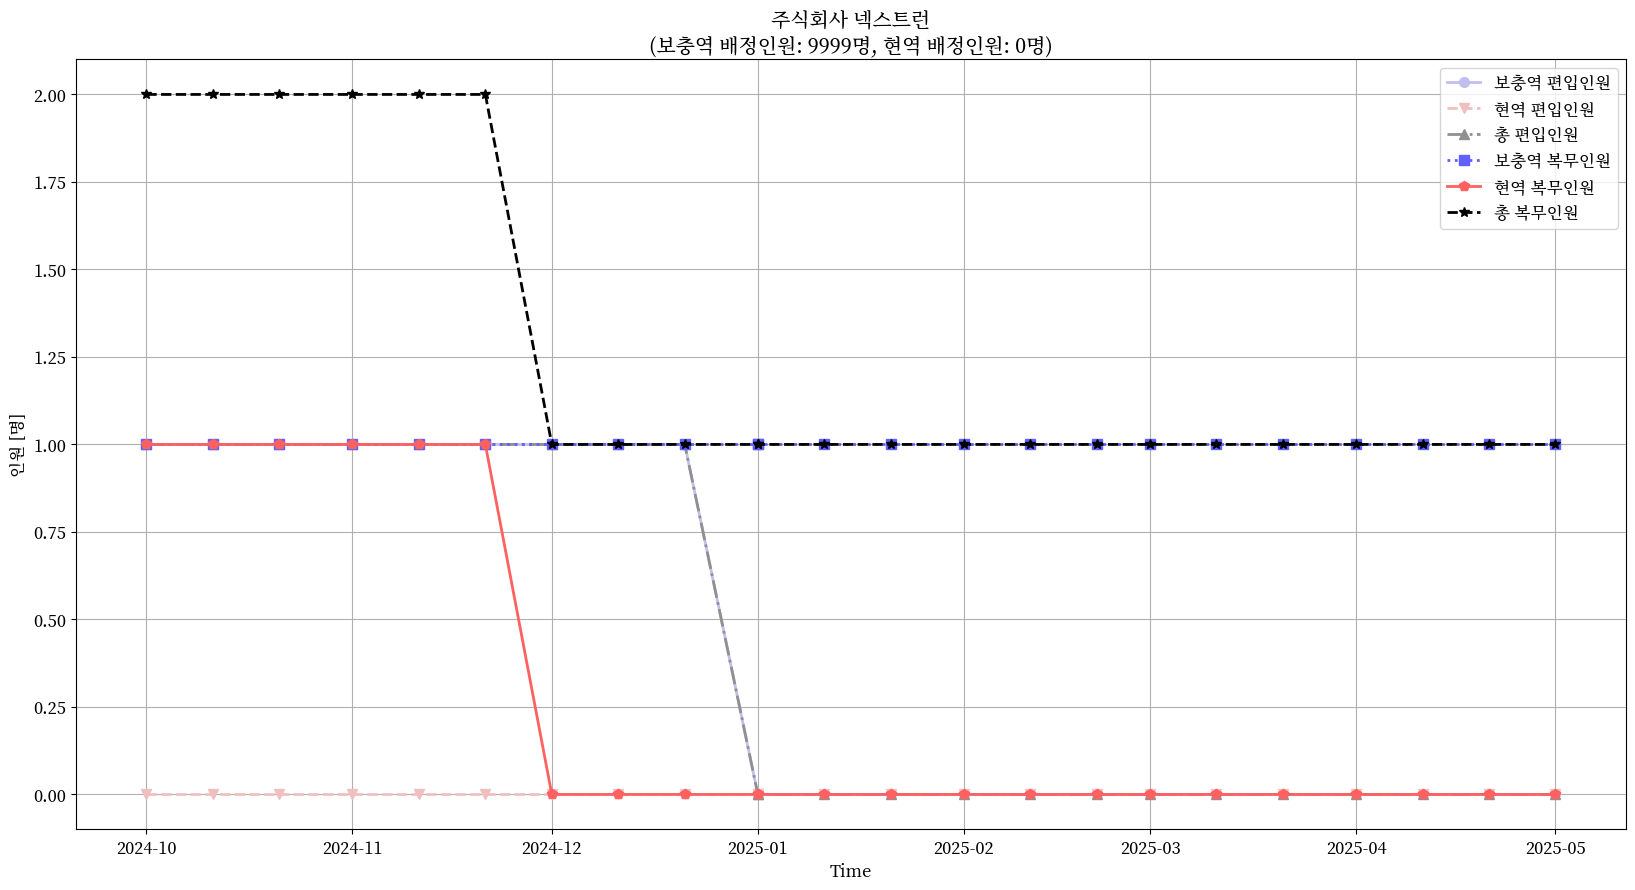 주식회사 넥스트런
(보충역 배정인원: 9999명, 현역 배정인원: 0명)
보충역 편입인원
현역 편입인원
총 편입인원
보충역 복무인원
현역 복무인원
총 복무인원
인원 [명]
2.00
1.75
1.50
1.25
1.00
0.75
0.50
0.25
0.00
2024-10
2024-11
2024-12
2025-01
2025-02
2025-03
2025-04
2025-05
Time